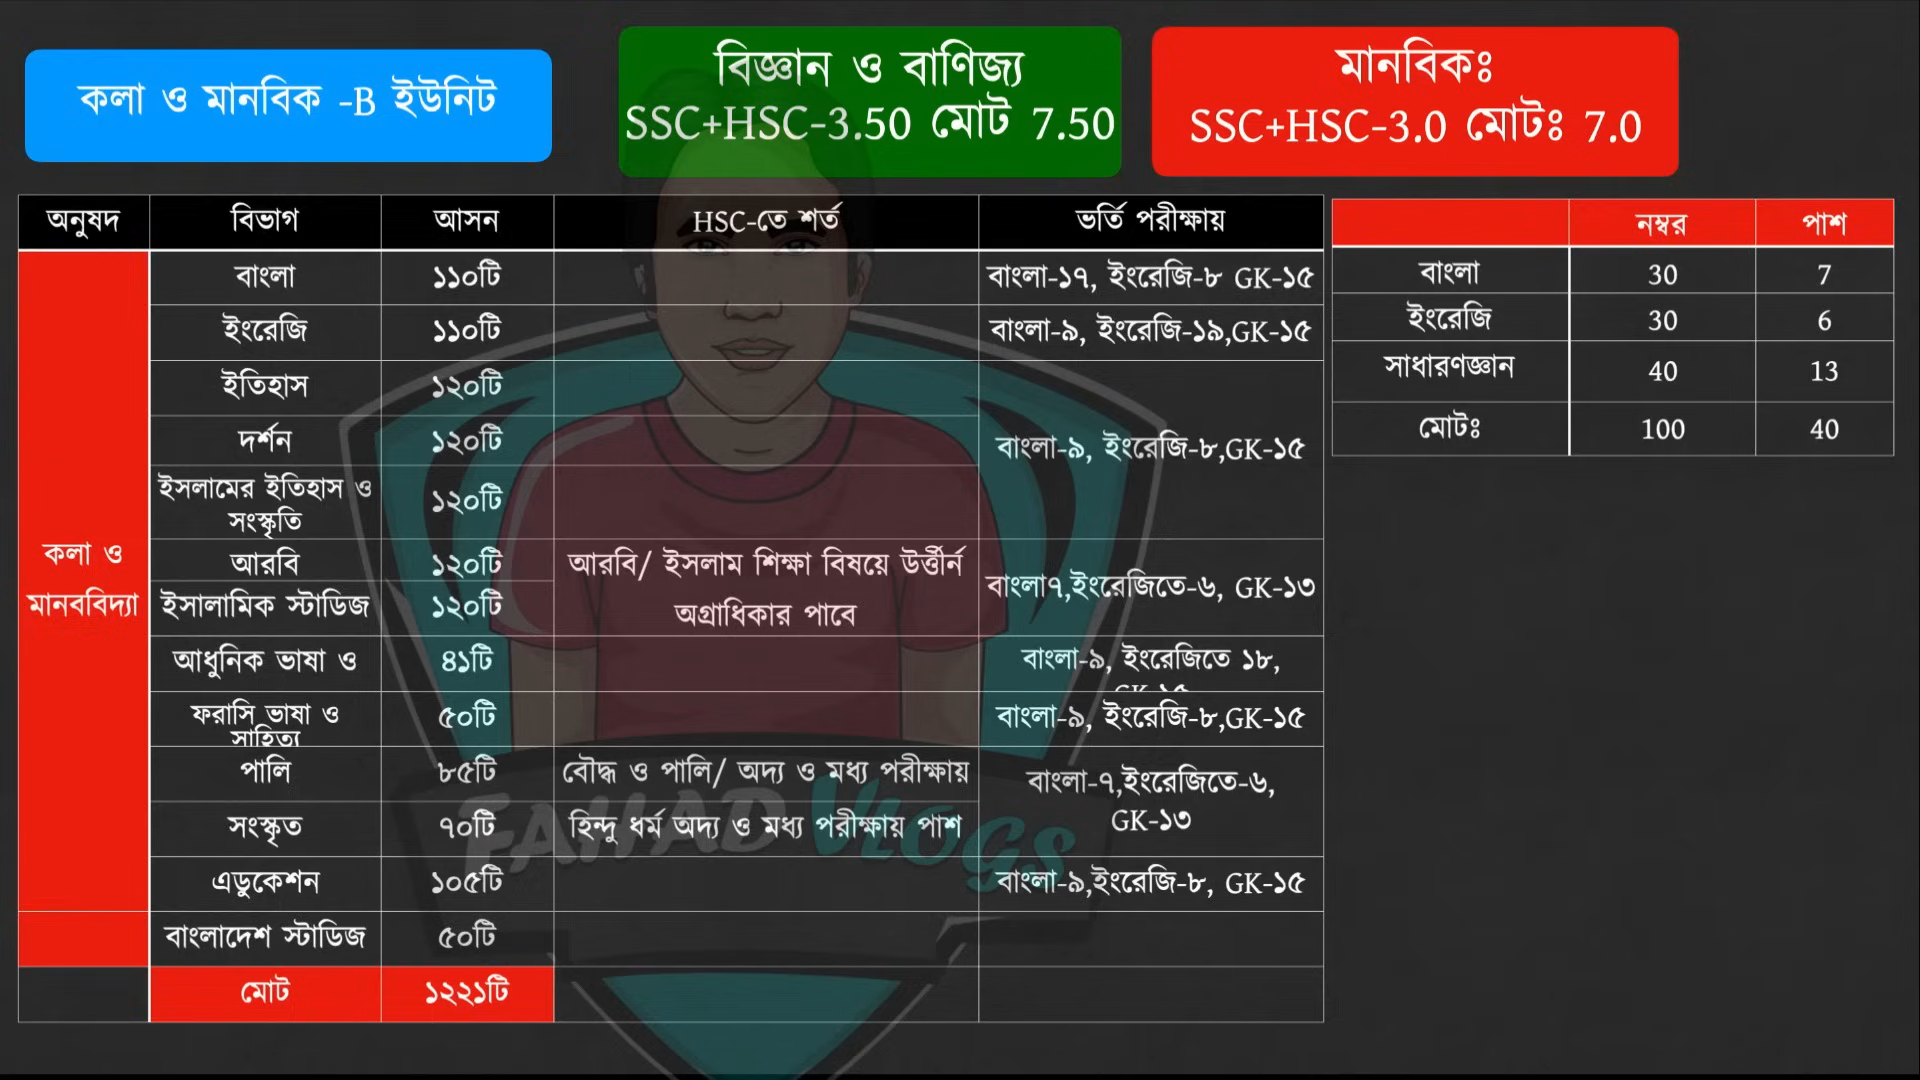 কলা ও মানবিক -B ইউনিট
বিজ্ঞান ও বাণিজ্য
SSC+HSC-3.50 মোট 7.50
মানবিকঃ
SSC+HSC-3.0 মোটঃ 7.0
অনুষদ বিভাগ আসন HSC-তে শর্ত ভর্তি পরীক্ষায়
কলা ও
মানববিদ্যা
বাংলা ১১০টি বাংলা-১৭, ইংরেজি-৮ GK-১৫
ইংরেজি ১১০টি বাংলা-৯, ইংরেজি-১৯,GK-১৫
ইতিহাস ১২০টি
দর্শন ১২০টি বাংলা-৯, ইংরেজি-৮,GK-১৫
ইসলামের ইতিহাস ও
সংস্কৃতি ১২০টি
আরবি ১২০টি আরবি/ ইসলাম শিক্ষা বিষয়ে উর্ত্তীর্ন
ইসালামিক স্টাডিজ ১২০টি অগ্রাধিকার পাবে বাংলা৭,ইংরেজিতে-৬, GK-১৩
আধুনিক ভাষা ও ৪১টি বাংলা-৯, ইংরেজিতে ১৮,
GK-১৫
ফরাসি ভাষা ও
সাহিত্য ৫০টি বাংলা-৯, ইংরেজি-৮,GK-১৫
পালি ৮৫টি বৌদ্ধ ও পালি/ অদ্য ও মধ্য পরীক্ষায় বাংলা-৭,ইংরেজিতে-৬,
GK-১৩
সংস্কৃত ৭০টি হিন্দু ধর্ম অদ্য ও মধ্য পরীক্ষায় পাশ
এডুকেশন ১০৫টি বাংলা-৯,ইংরেজি-৮, GK-১৫
বাংলাদেশ স্টাডিজ ৫০টি
মোট ১২২১টি
নম্বর পাশ
বাংলা 30 7
ইংরেজি 30 6
সাধারণজ্ঞান 40 13
মোটঃ 100 40
FAHAD VLOGS